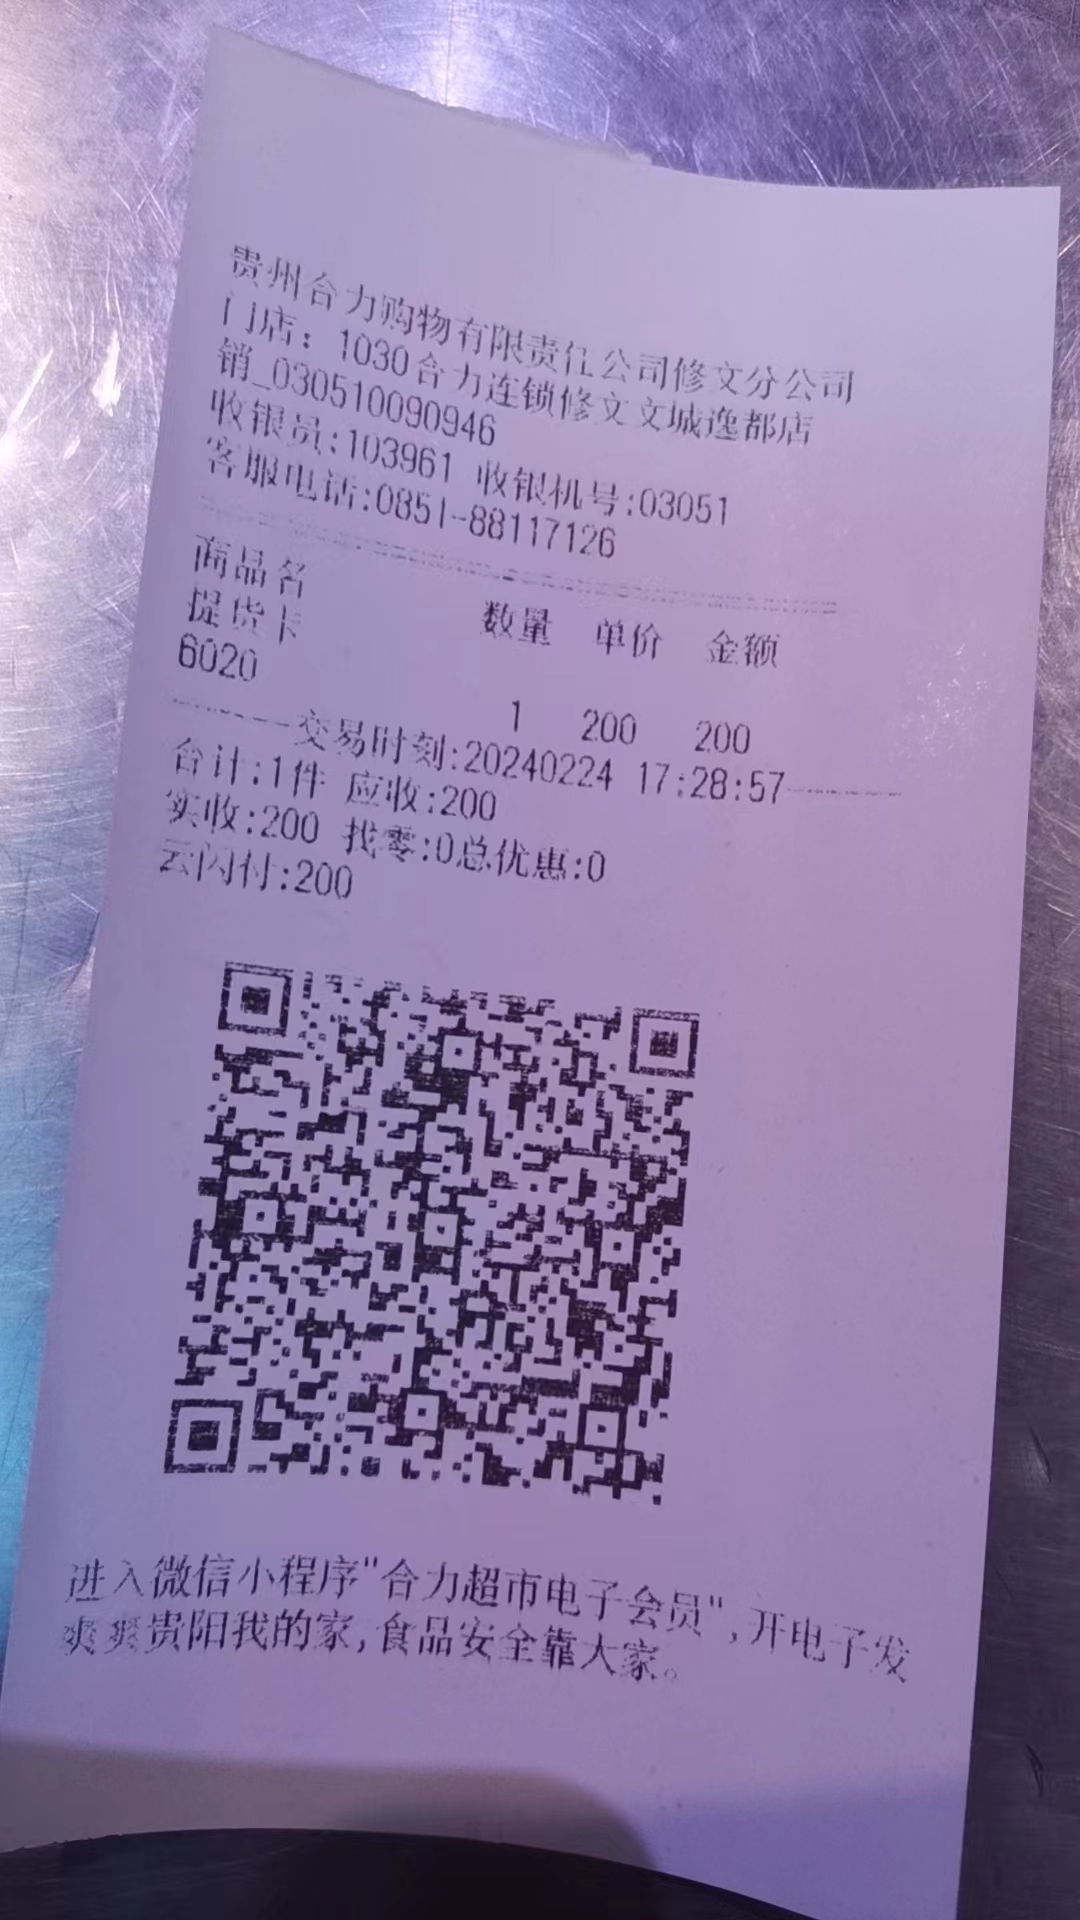 贵州合力购物有限责任公司修文分公司
门店：1030合力连锁修文文城逸都店
销_030510090946
收银员:103961 收银机号:03051
客服电话:0851-88117126
商品名 数量 单价 金额
提货卡
6020
1 200 200
交易时刻:20240224 17:28:57
合计:1件 应收:200
实收:200 找零:0总优惠:0
云闪付:200
进入微信小程序"合力超市电子会员",开电子发
爽爽贵阳我的家,食品安全靠大家。